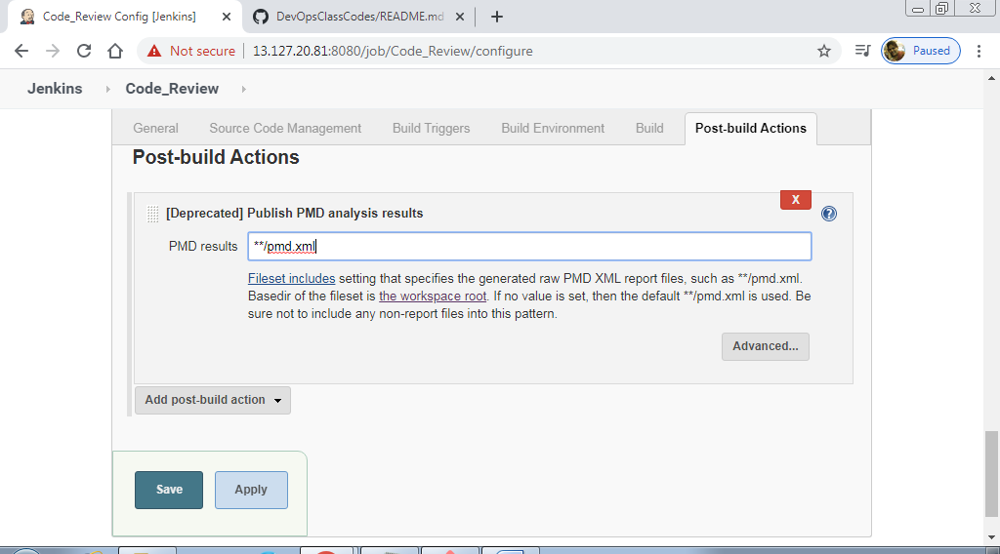 Code_Review Config [Jenkins]
DevOpsClassCodes/README.md
Not secure
13.127.20.81:8080/job/Code_Review/configure
Paused
Jenkins
Code_Review
General
Source Code Management
Build Triggers
Build Environment
Build
Post-build Actions
Post-build Actions
X
[Deprecated] Publish PMD analysis results
PMD results
**/pmd.xml
Fileset includes setting that specifies the generated raw PMD XML report files, such as **/pmd.xml.
Basedir of the fileset is the workspace root. If no value is set, then the default **/pmd.xml is used. Be
sure not to include any non-report files into this pattern.
Advanced...
Add post-build action
Save
Apply